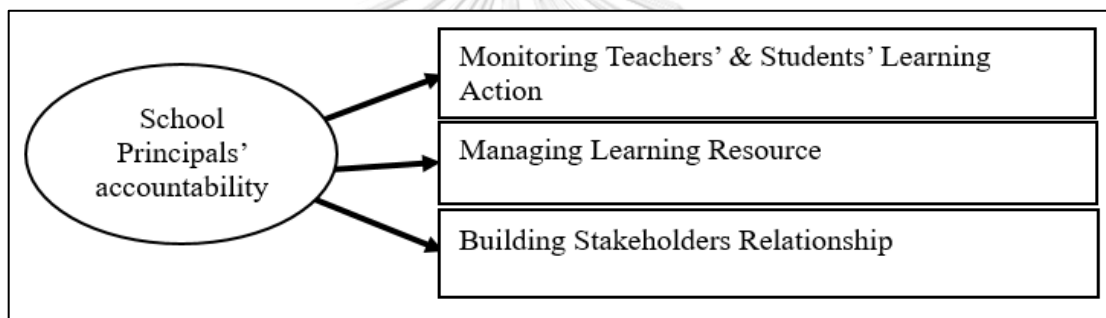 School
Principals’
accountability
Monitoring Teachers’ & Students’ Learning
Action
Managing Learning Resource
Building Stakeholders Relationship